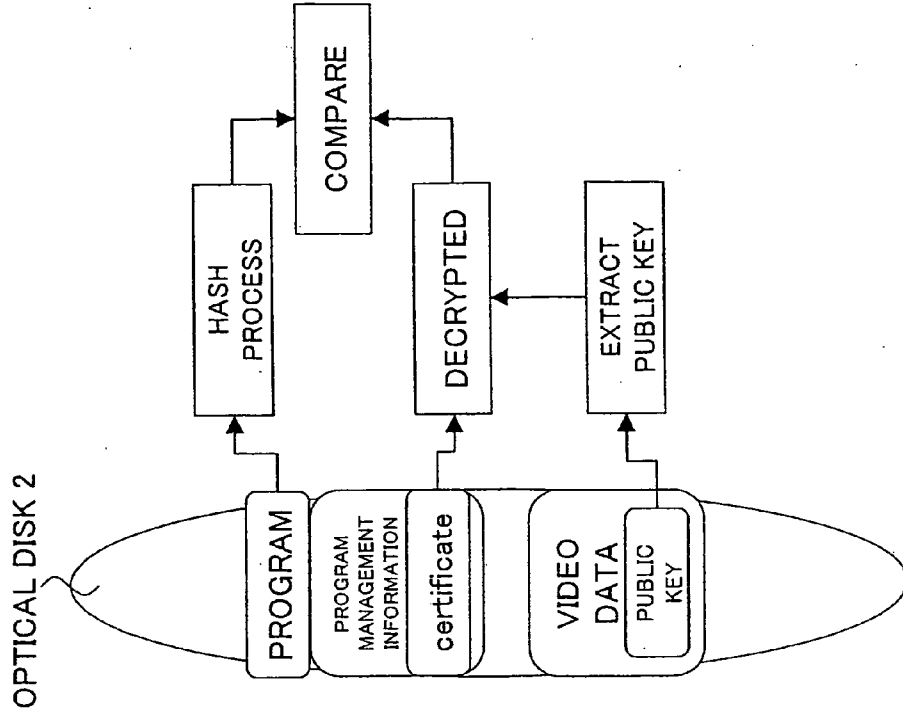 OPTICAL DISK 2
PROGRAM
PROGRAM
MANAGEMENT
INFORMATION
certificate
VIDEO
DATA
PUBLIC
KEY
HASH
PROCESS
DECRYPTED
EXTRACT
PUBLIC KEY
COMPARE